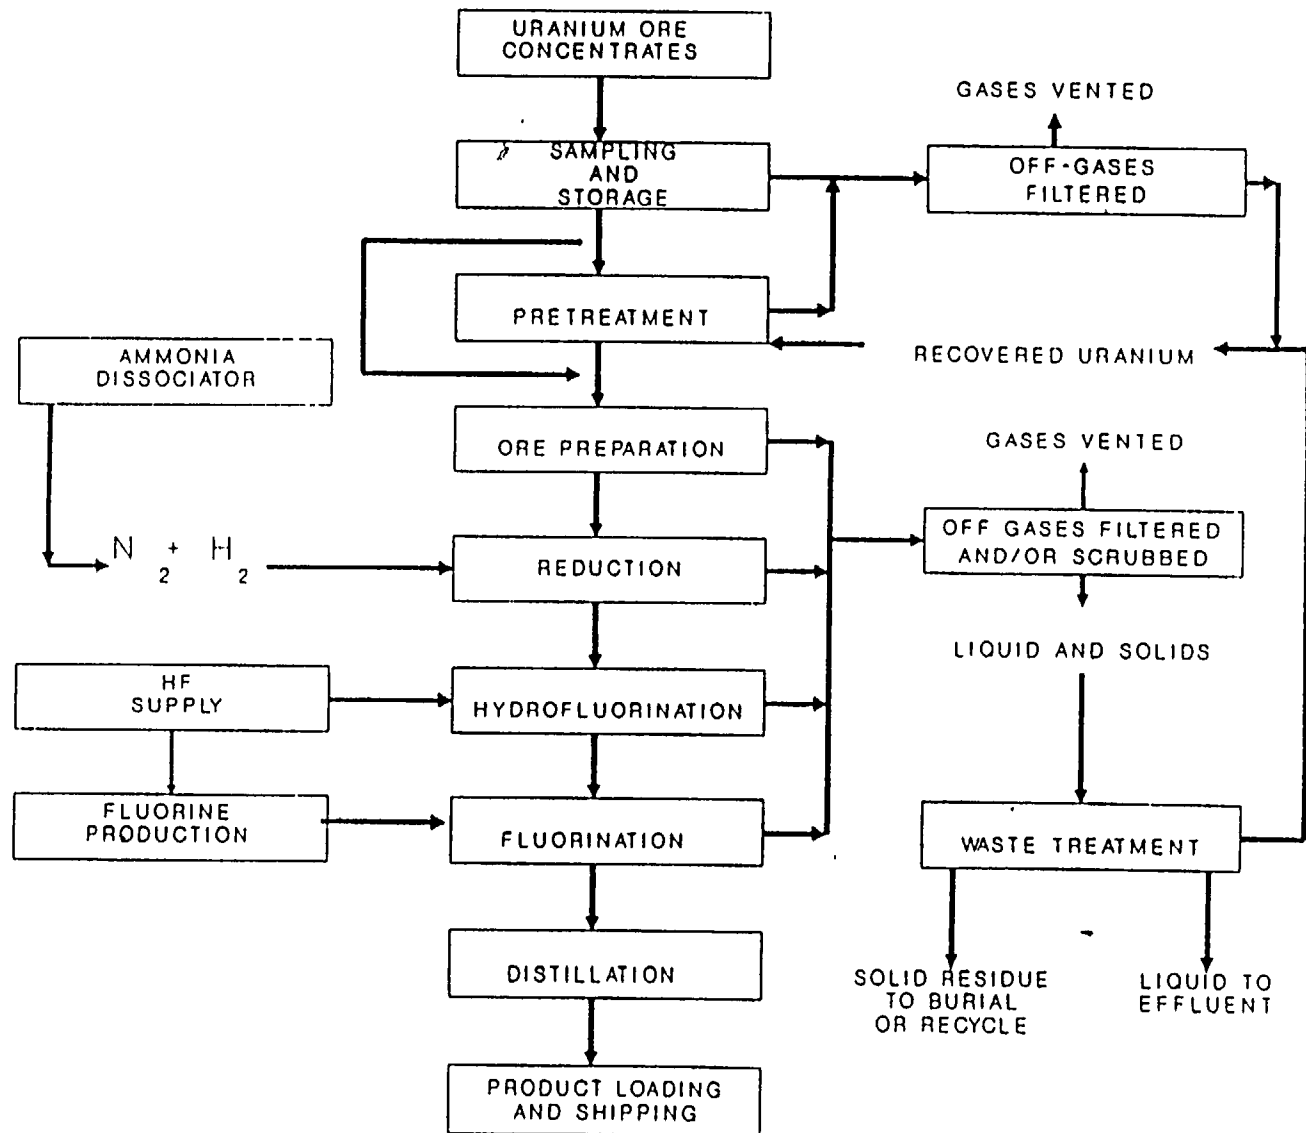 URANIUM ORE
CONCENTRATES
GASES VENTED
SAMPLING
AND
STORAGE
OFF-GASES
FILTERED
PRETREATMENT
RECOVERED URANIUM
AMMONIA
DISSOCIATOR
ORE PREPARATION
GASES VENTED
N2 + H2
REDUCTION
OFF GASES FILTERED
AND/OR SCRUBBED
LIQUID AND SOLIDS
HF
SUPPLY
HYDROFLUORINATION
FLUORINE
PRODUCTION
FLUORINATION
WASTE TREATMENT
DISTILLATION
SOLID RESIDUE
TO BURIAL
OR RECYCLE
LIQUID TO
EFFLUENT
PRODUCT LOADING
AND SHIPPING